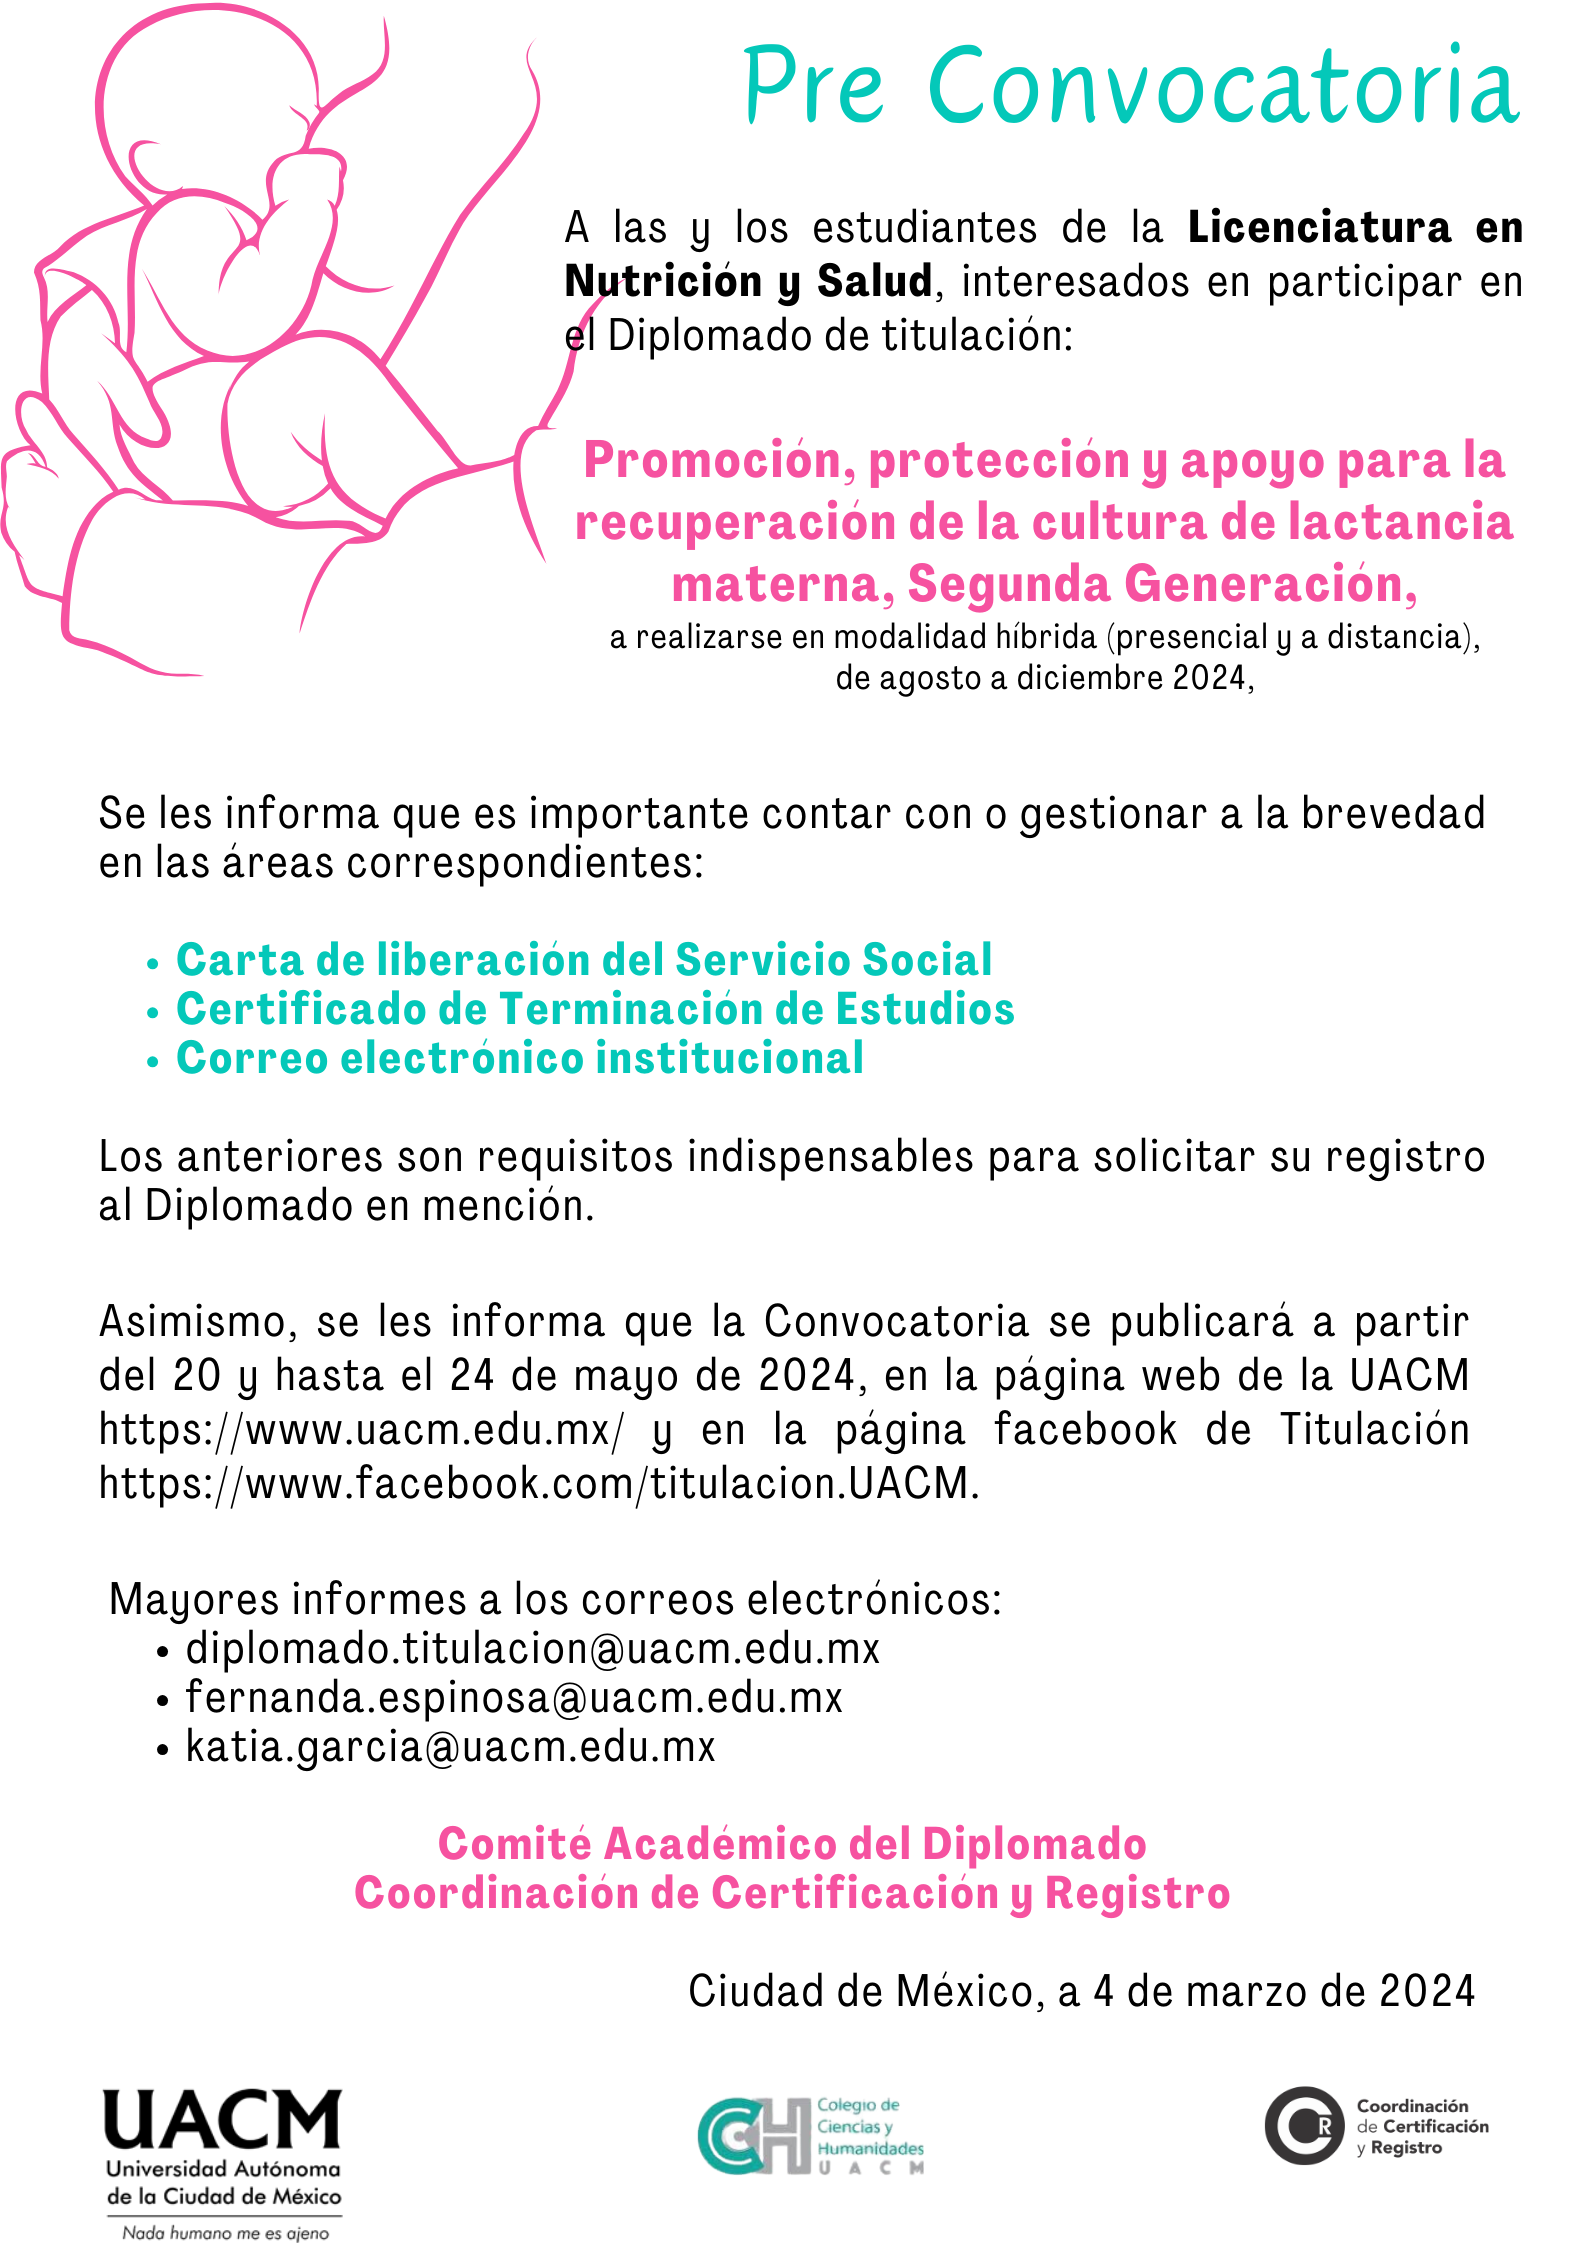 Pre Convocatoria
A las y los estudiantes de la Licenciatura en
Nutrición y Salud, interesados en participar en
el Diplomado de titulación:
Promoción, protección y apoyo para la
recuperación de la cultura de lactancia
materna, Segunda Generación,
a realizarse en modalidad híbrida (presencial y a distancia),
de agosto a diciembre 2024,
Se les informa que es importante contar con o gestionar a la brevedad
en las áreas correspondientes:
• Carta de liberación del Servicio Social
• Certificado de Terminación de Estudios
• Correo electrónico institucional
Los anteriores son requisitos indispensables para solicitar su registro
al Diplomado en mención.
Asimismo, se les informa que la Convocatoria se publicará a partir
del 20 y hasta el 24 de mayo de 2024, en la página web de la UACM
https://www.uacm.edu.mx/ y en la página facebook de Titulación
https://www.facebook.com/titulacion.UACM.
Mayores informes a los correos electrónicos:
• diplomado.titulacion@uacm.edu.mx
• fernanda.espinosa@uacm.edu.mx
• katia.garcia@uacm.edu.mx
Comité Académico del Diplomado
Coordinación de Certificación y Registro
Ciudad de México, a 4 de marzo de 2024
UACM
Universidad Autónoma
de la Ciudad de México
Nada humano me es ajeno
CCH
Colegio de
Ciencias y
Humanidades
UACM
CR
Coordinación
de Certificación
y Registro